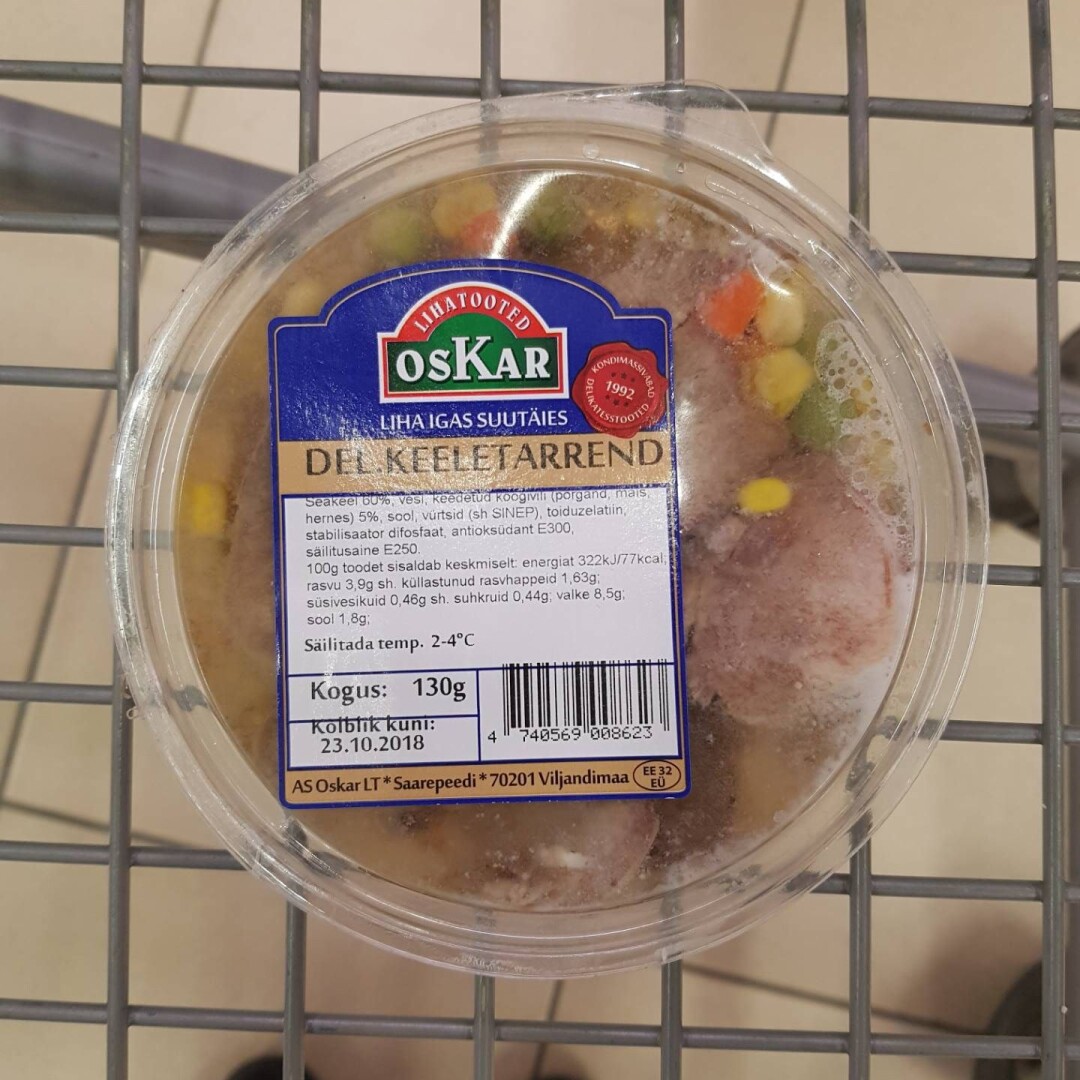 LIHATOOTED
OSKAR
KONDIMASSIVABAD
1992
DELIKATESSTOOTED
LIHA IGAS SUUTÄIES
DEL.KEELETARREND
Seakeel 60%, vesi, keedetud köögivili (porgand, mais,
hernes) 5%, sool, vürtsid (sh SINEP), toiduželatiin,
stabilisaator difosfaat, antioksüdant E300,
säilitusaine E250.
100g toodet sisaldab keskmiselt: energiat 322kJ/77kcal;
rasvu 3,9g sh. küllastunud rasvhappeid 1,63g;
süsivesikuid 0,46g sh. suhkruid 0,44g; valke 8,5g;
sool 1,8g;
Säilitada temp. 2-4°C
Kogus: 130g
Kõlblik kuni:
23.10.2018
4 740569 008623
AS Oskar LT * Saarepeedi * 70201 Viljandimaa
EE 32
EÜ